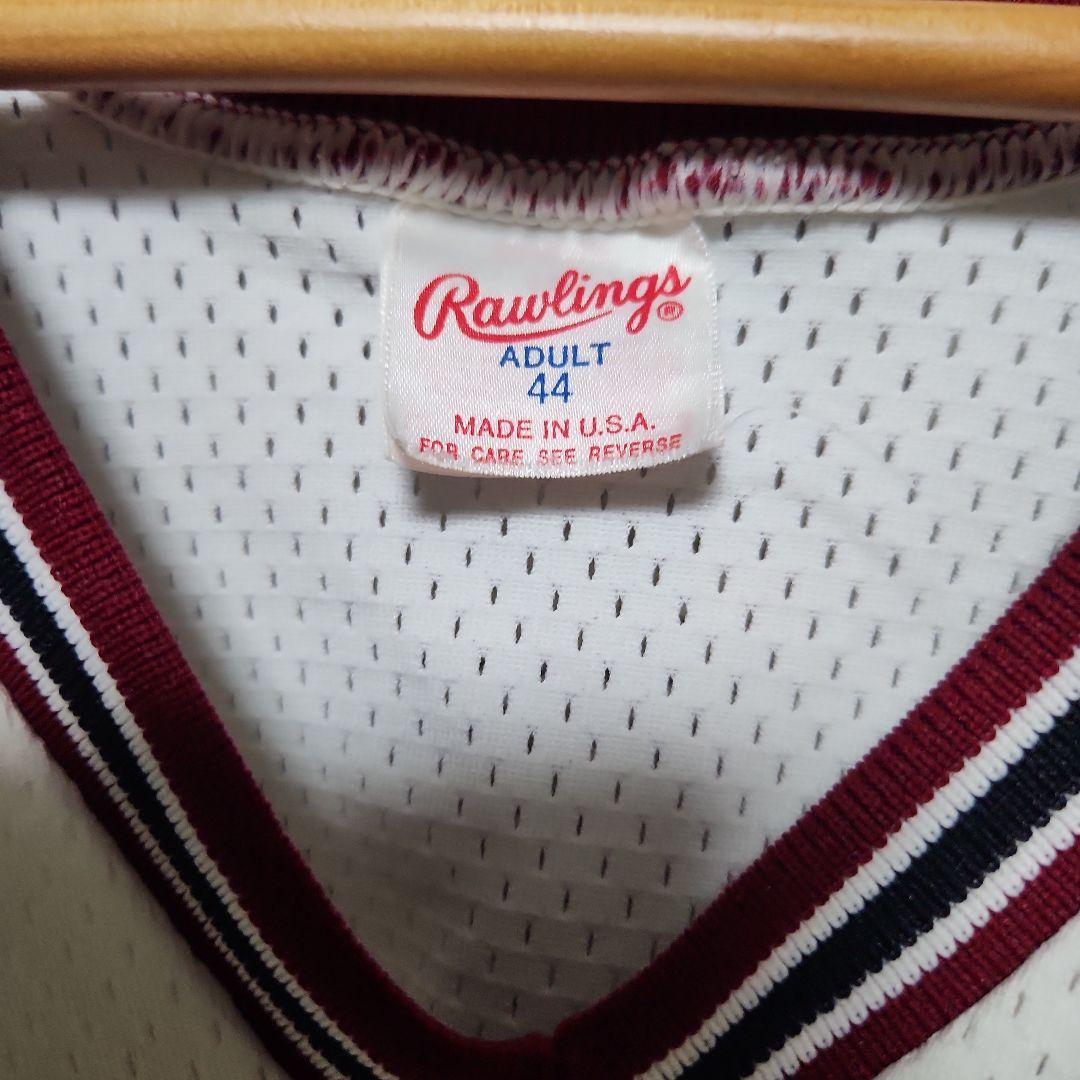 Rawlings®
ADULT
44
MADE IN U.S.A.
FOR CARE SEE REVERSE